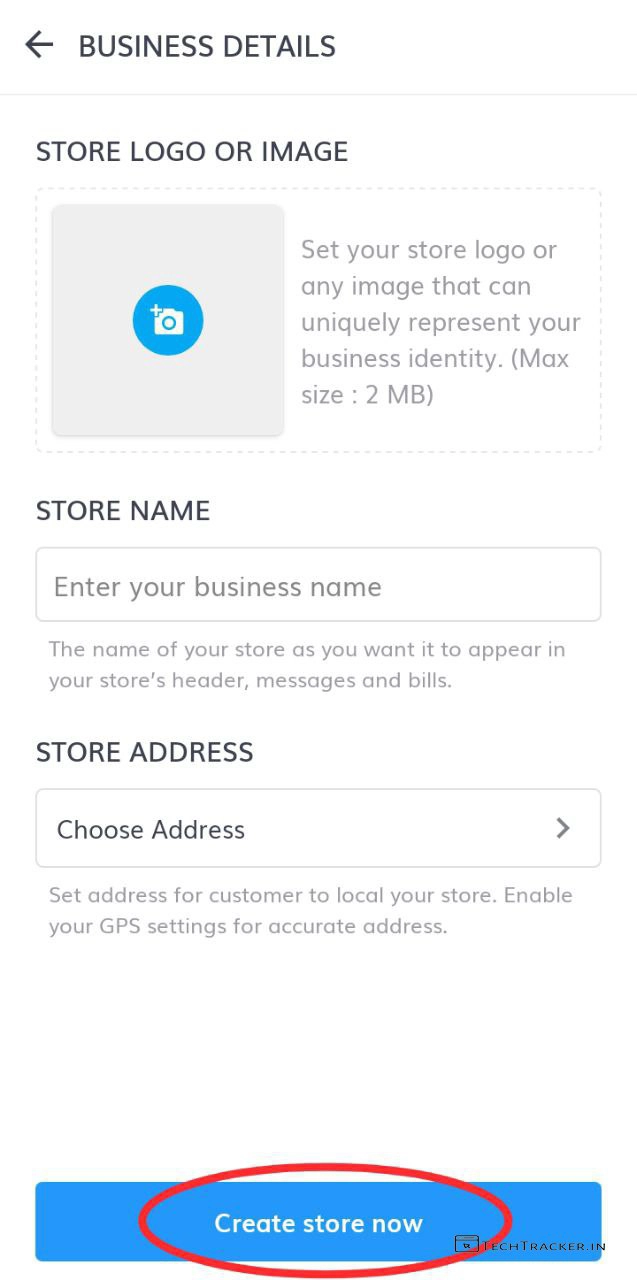 BUSINESS DETAILS
STORE LOGO OR IMAGE
Set your store logo or
any image that can
uniquely represent your
business identity. (Max
size : 2 MB)
STORE NAME
Enter your business name
The name of your store as you want it to appear in
your store’s header, messages and bills.
STORE ADDRESS
Choose Address
Set address for customer to local your store. Enable
your GPS settings for accurate address.
Create store now
TECHTRACKER.IN